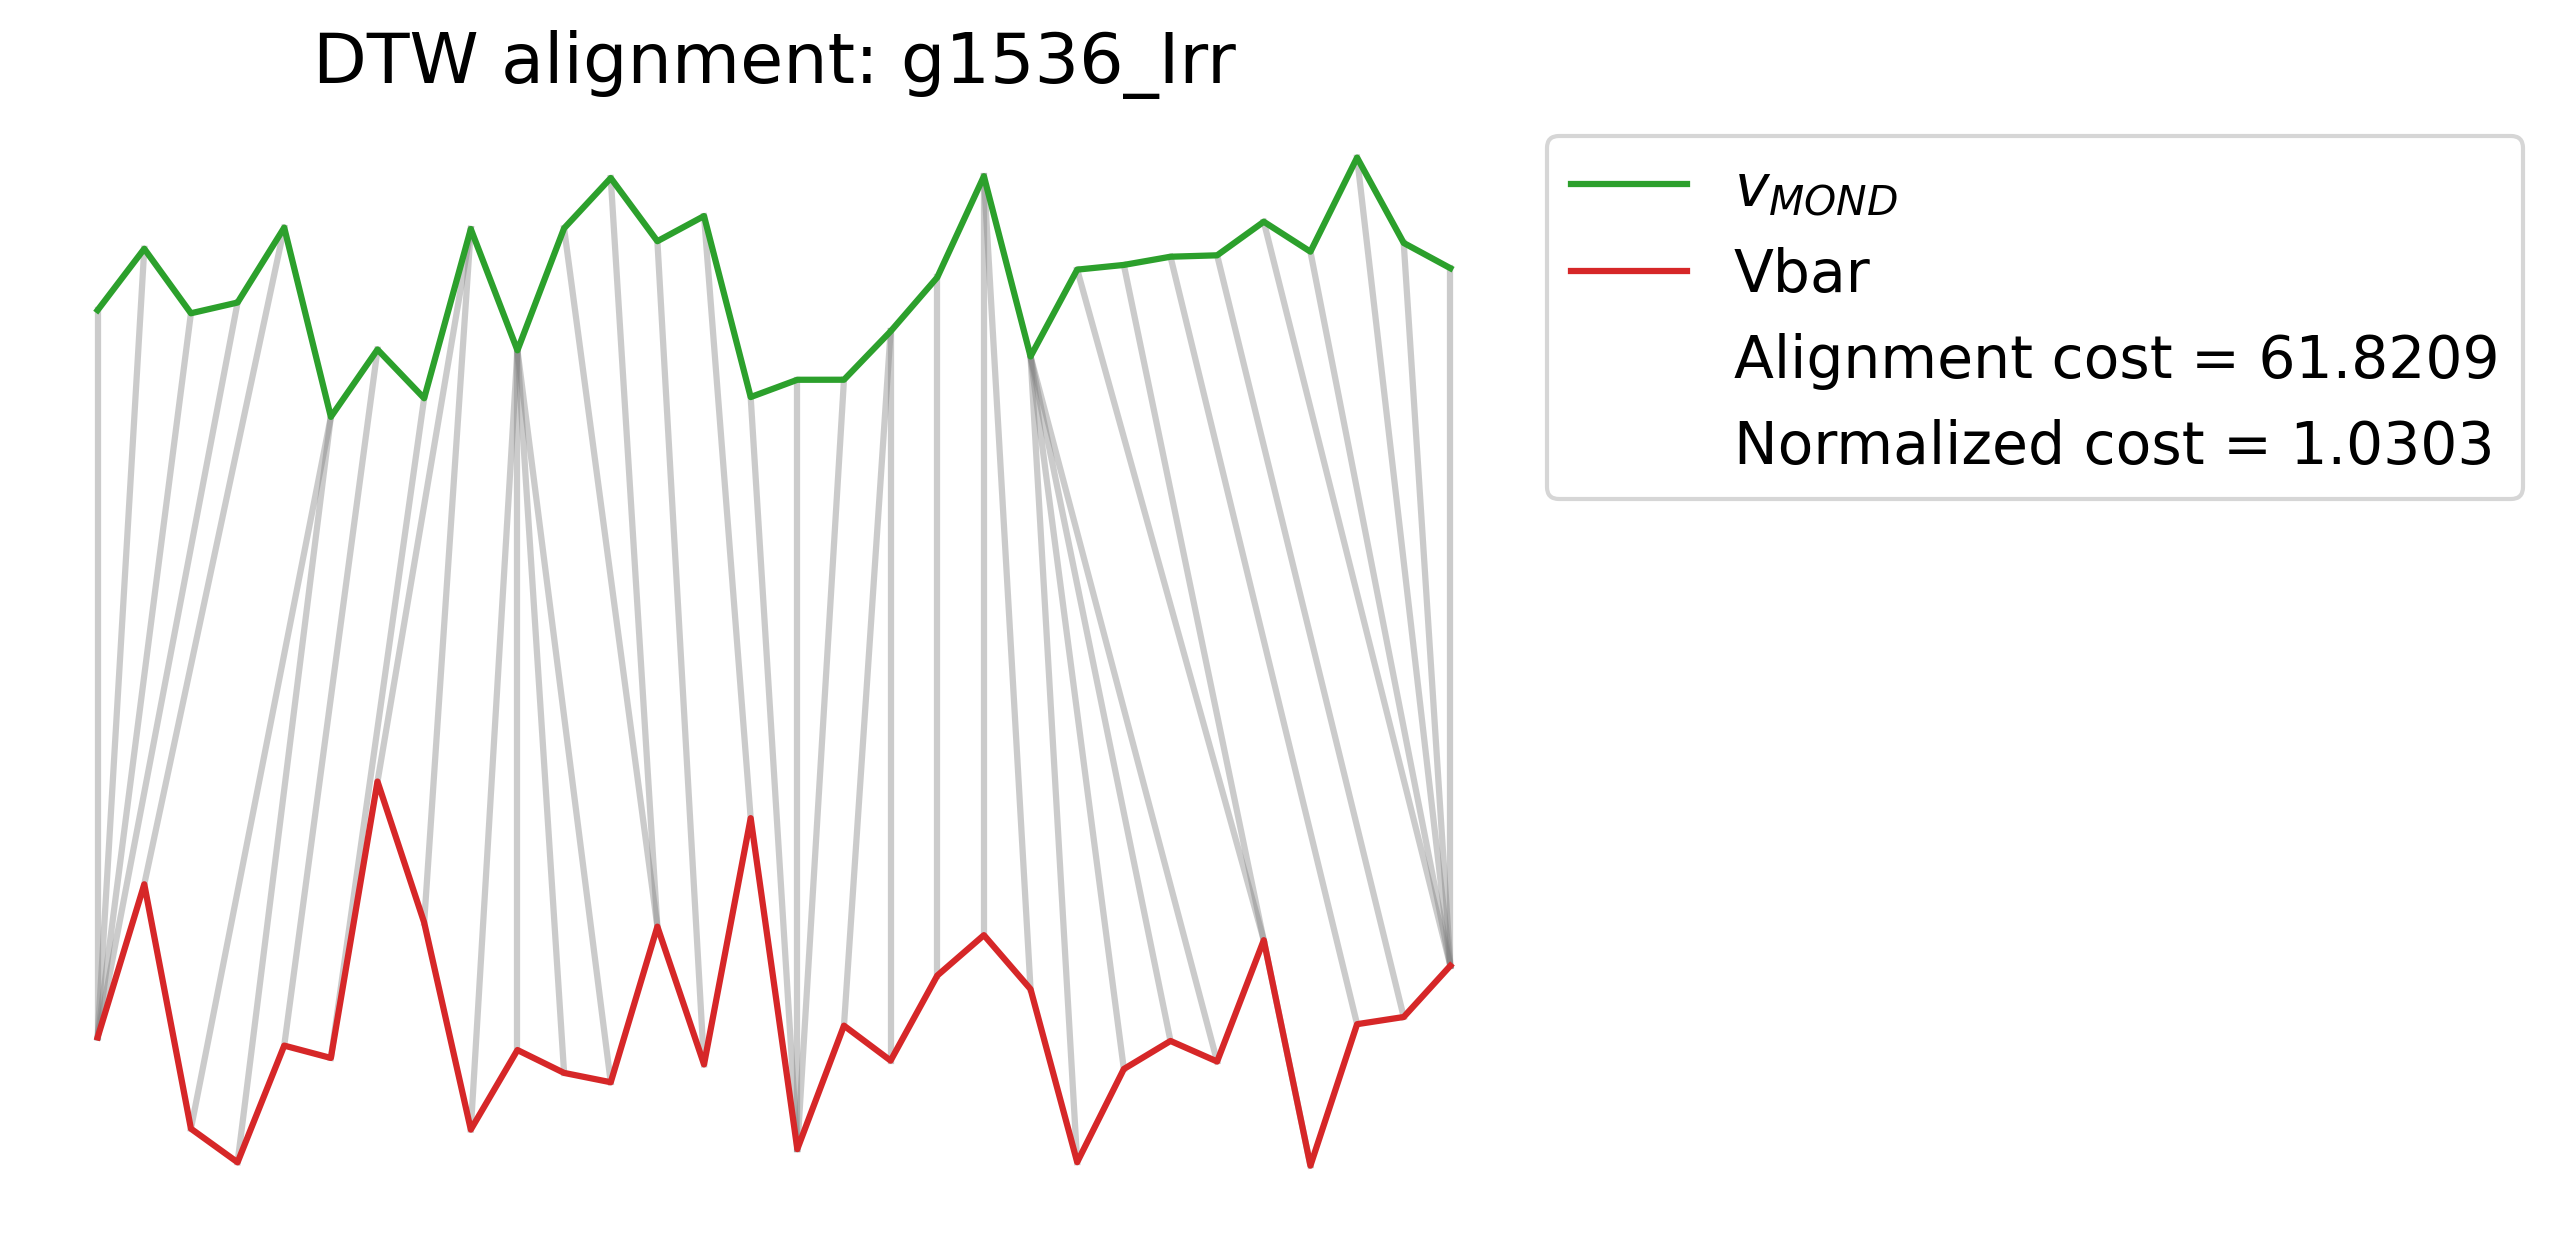 DTW alignment: g1536_Irr
v_MOND
Vbar
Alignment cost = 61.8209
Normalized cost = 1.0303